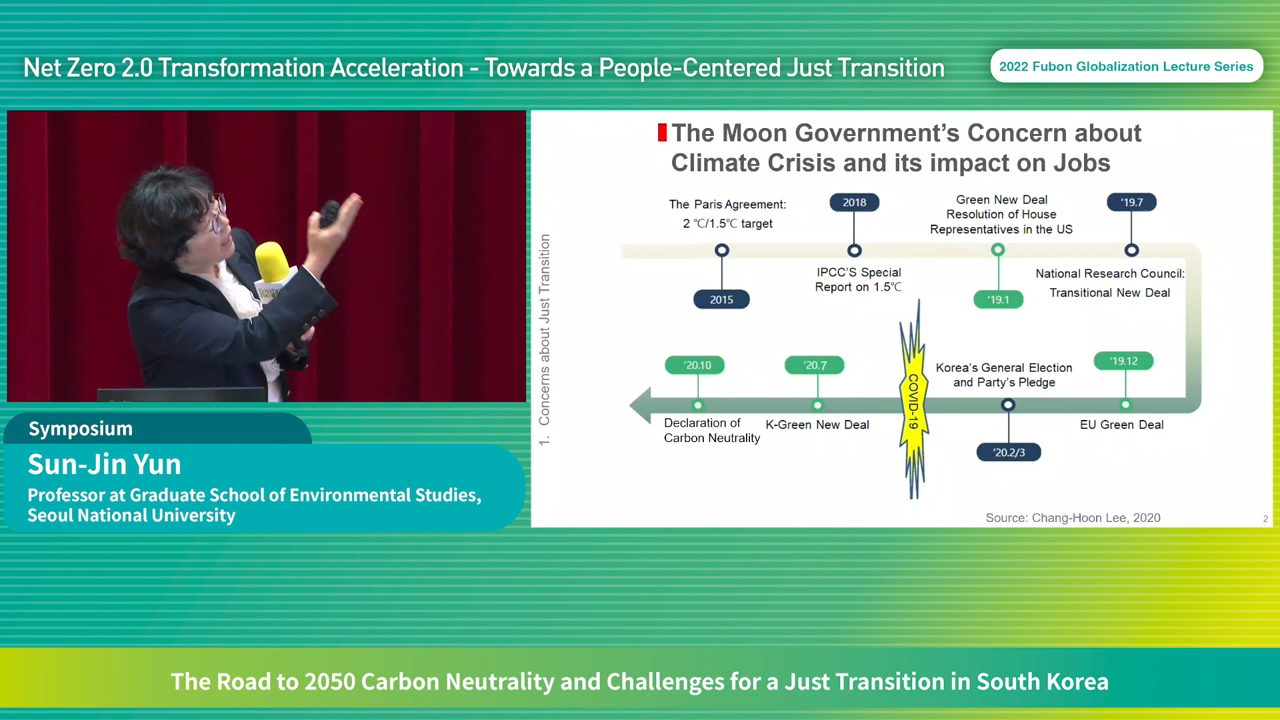 Net Zero 2.0 Transformation Acceleration - Towards a People-Centered Just Transition
2022 Fubon Globalization Lecture Series
The Moon Government's Concern about
Climate Crisis and its impact on Jobs
1. Concerns about Just Transition
The Paris Agreement:
2 ℃/1.5℃ target
2015
2018
IPCC'S Special
Report on 1.5℃
Green New Deal
Resolution of House
Representatives in the US
'19.1
'19.7
National Research Council:
Transitional New Deal
'19.12
EU Green Deal
Korea's General Election
and Party's Pledge
'20.2/3
COVID-19
'20.7
K-Green New Deal
'20.10
Declaration of
Carbon Neutrality
Source: Chang-Hoon Lee, 2020
2
Symposium
Sun-Jin Yun
Professor at Graduate School of Environmental Studies,
Seoul National University
The Road to 2050 Carbon Neutrality and Challenges for a Just Transition in South Korea